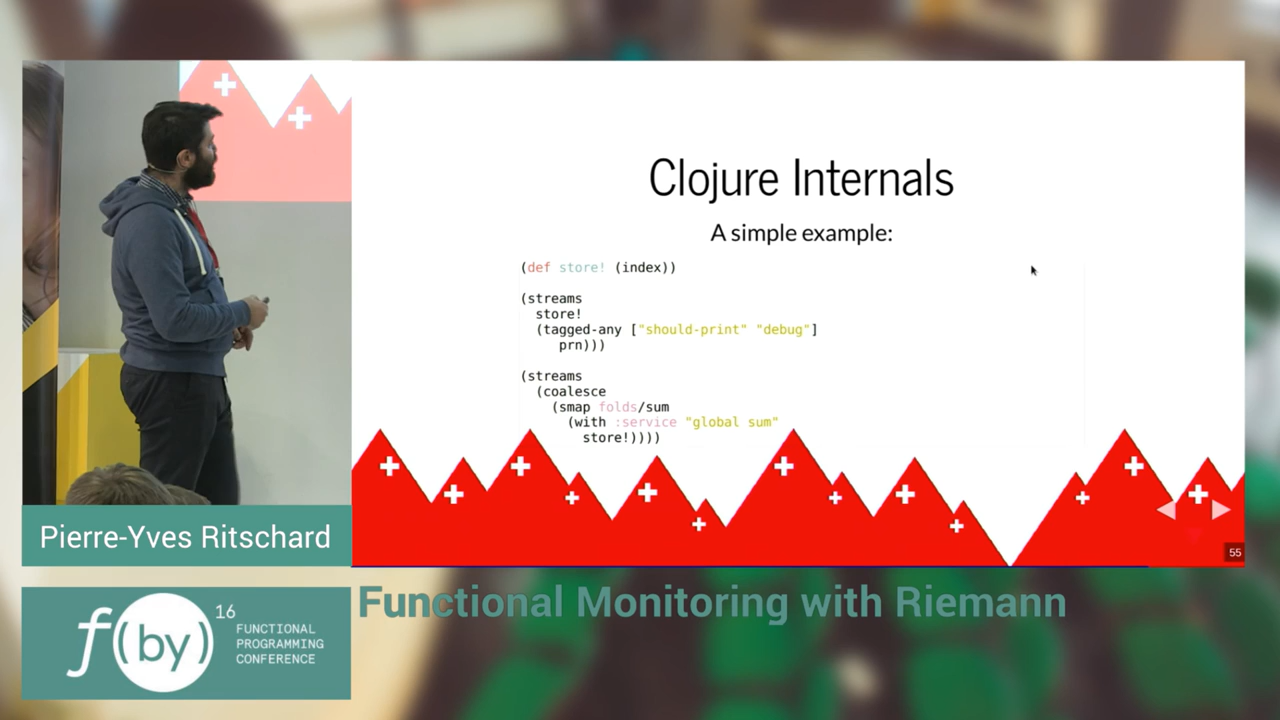 Clojure Internals
A simple example:
(def store! (index))
(streams
  store!
  (tagged-any ["should-print" "debug"]
     prn)))
(streams
  (coalesce
    (smap folds/sum
      (with :service "global sum"
        store!))))
55
Pierre-Yves Ritschard
Functional Monitoring with Riemann
f(by) 16
FUNCTIONAL
PROGRAMMING
CONFERENCE